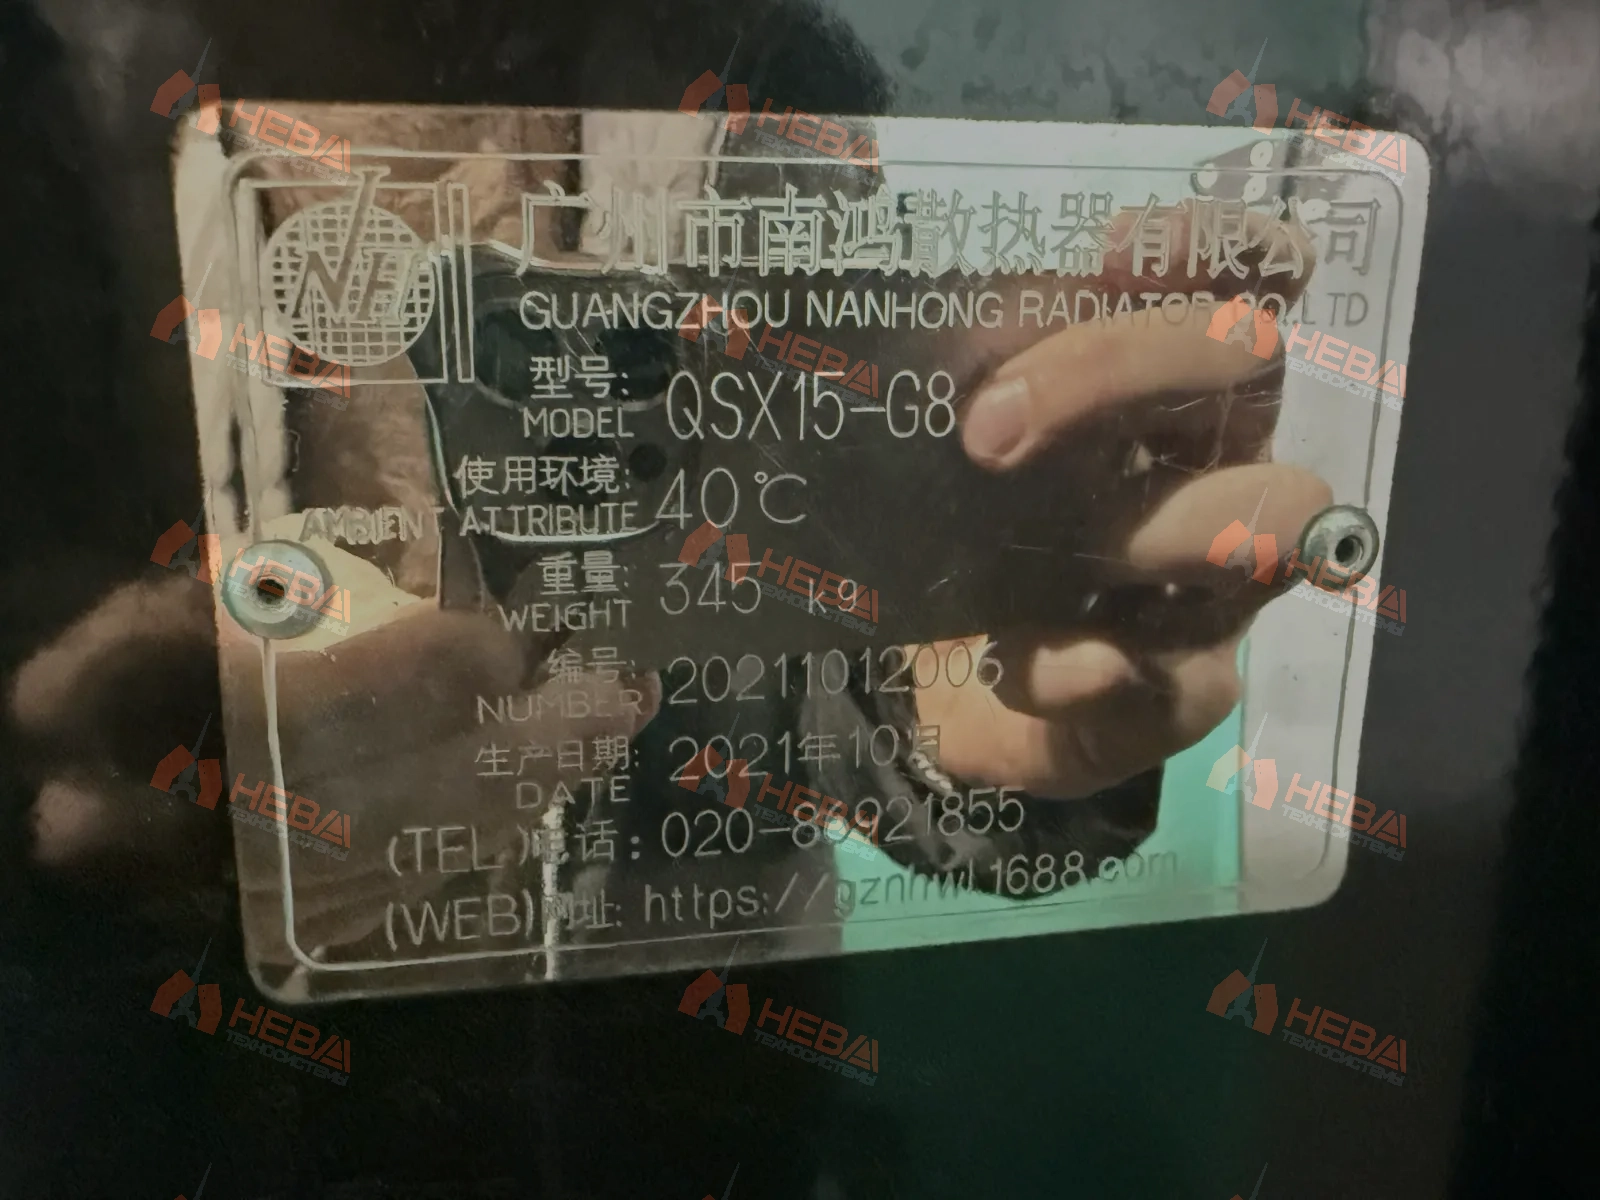 NH
广州市南鸿散热器有限公司
GUANGZHOU NANHONG RADIATOR CO.LTD
型号: QSX15-G8
MODEL
使用环境: 40℃
AMBIENT ATTRIBUTE
重量: 345 kg
WEIGHT
编号: 20211012006
NUMBER
生产日期: 2021年10月
DATE
(TEL)电话: 020-86921855
(WEB)网址: https://gznhwl.1688.com
НЕВА
ТЕХНОСИСТЕМЫ